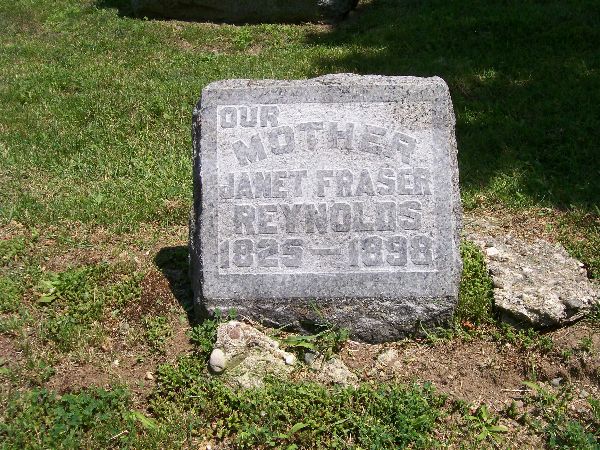 OUR
MOTHER
JANET FRASER
REYNOLDS
1825 - 1898